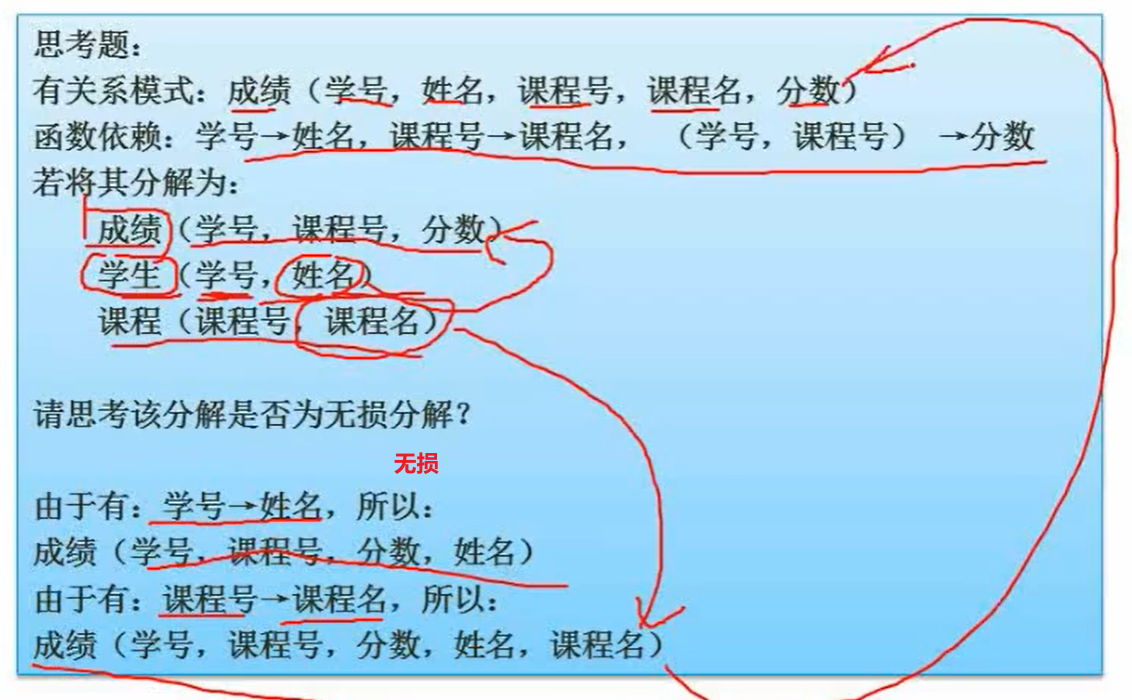 思考题：
有关系模式：成绩（学号，姓名，课程号，课程名，分数）
函数依赖：学号→姓名，课程号→课程名，（学号，课程号）→分数
若将其分解为：
成绩（学号，课程号，分数）
学生（学号，姓名）
课程（课程号，课程名）
请思考该分解是否为无损分解？
无损
由于有：学号→姓名，所以：
成绩（学号，课程号，分数，姓名）
由于有：课程号→课程名，所以：
成绩（学号，课程号，分数，姓名，课程名）